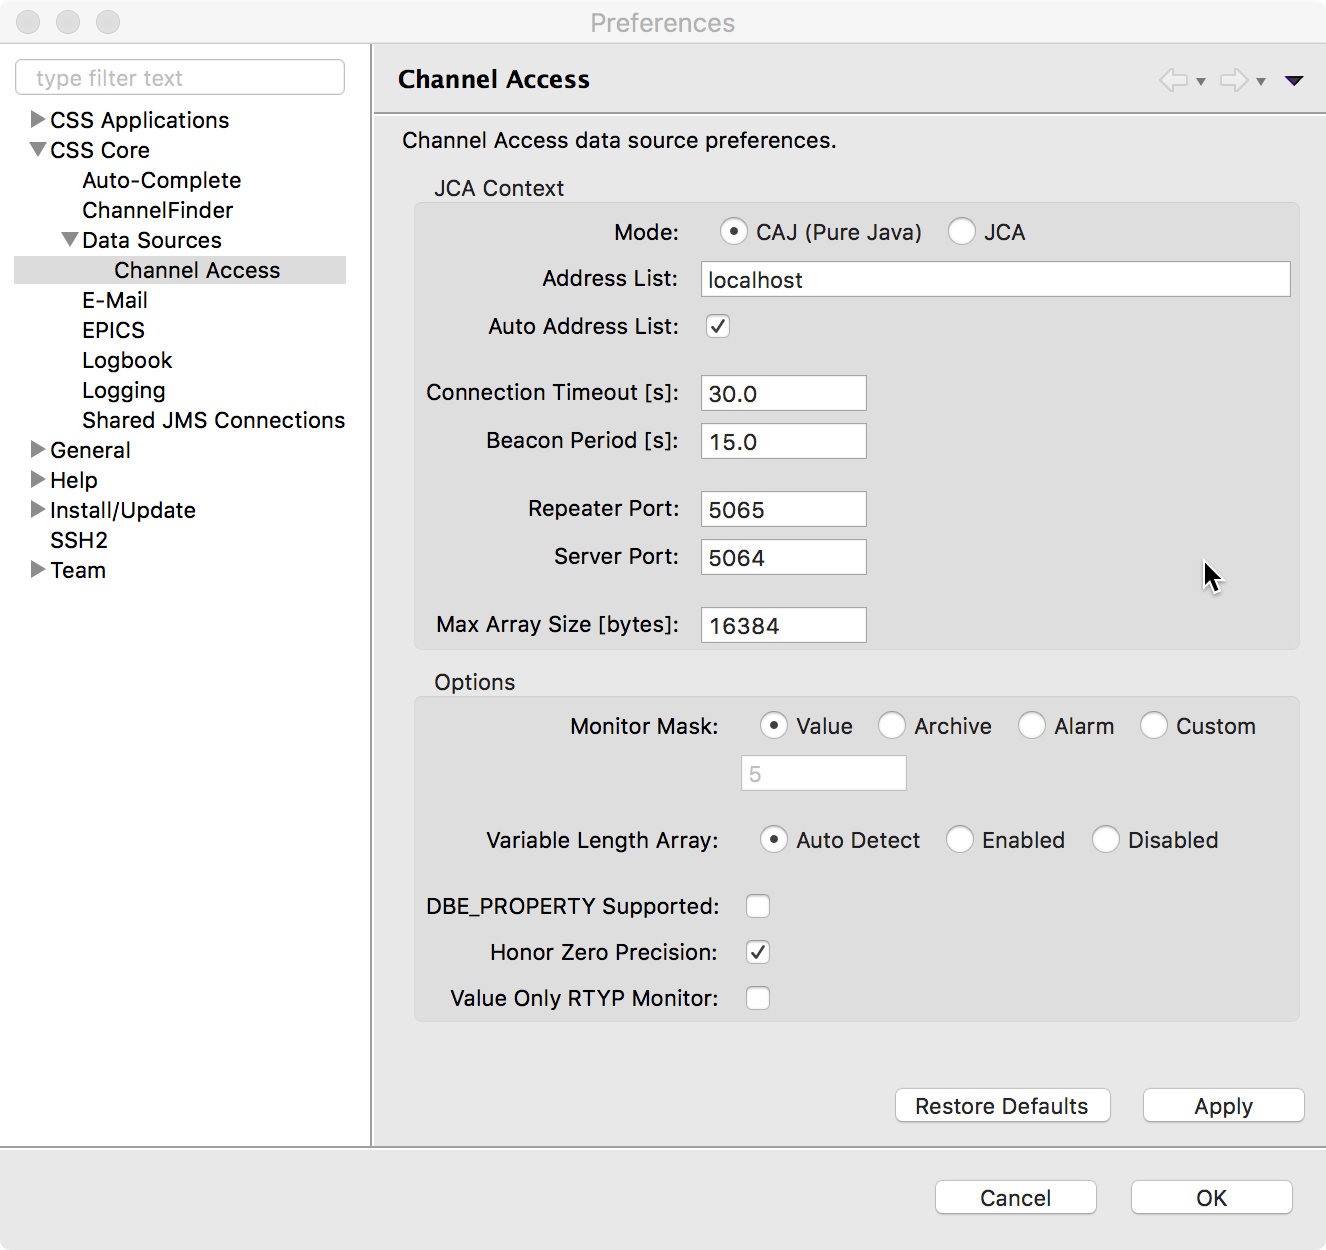 Preferences
type filter text
CSS Applications
CSS Core
Auto-Complete
ChannelFinder
Data Sources
Channel Access
E-Mail
EPICS
Logbook
Logging
Shared JMS Connections
General
Help
Install/Update
SSH2
Team
Channel Access
Channel Access data source preferences.
JCA Context
Mode: CAJ (Pure Java) JCA
Address List: localhost
Auto Address List:
Connection Timeout [s]: 30.0
Beacon Period [s]: 15.0
Repeater Port: 5065
Server Port: 5064
Max Array Size [bytes]: 16384
Options
Monitor Mask: Value Archive Alarm Custom
5
Variable Length Array: Auto Detect Enabled Disabled
DBE_PROPERTY Supported:
Honor Zero Precision:
Value Only RTYP Monitor:
Restore Defaults Apply
Cancel OK